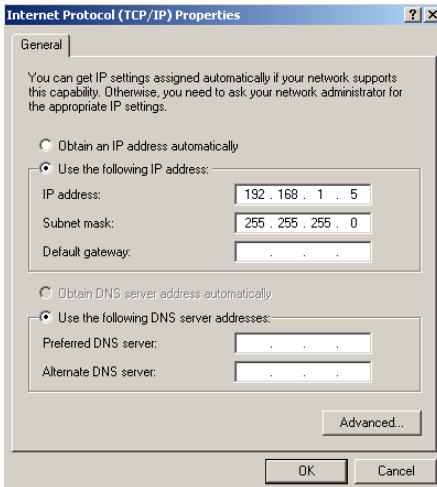 Internet Protocol (TCP/IP) Properties
General
You can get IP settings assigned automatically if your network supports
this capability. Otherwise, you need to ask your network administrator for
the appropriate IP settings.
Obtain an IP address automatically
Use the following IP address:
IP address: 192 . 168 . 1 . 5
Subnet mask: 255 . 255 . 255 . 0
Default gateway: . . .
Obtain DNS server address automatically
Use the following DNS server addresses:
Preferred DNS server: . . .
Alternate DNS server: . . .
Advanced...
OK Cancel